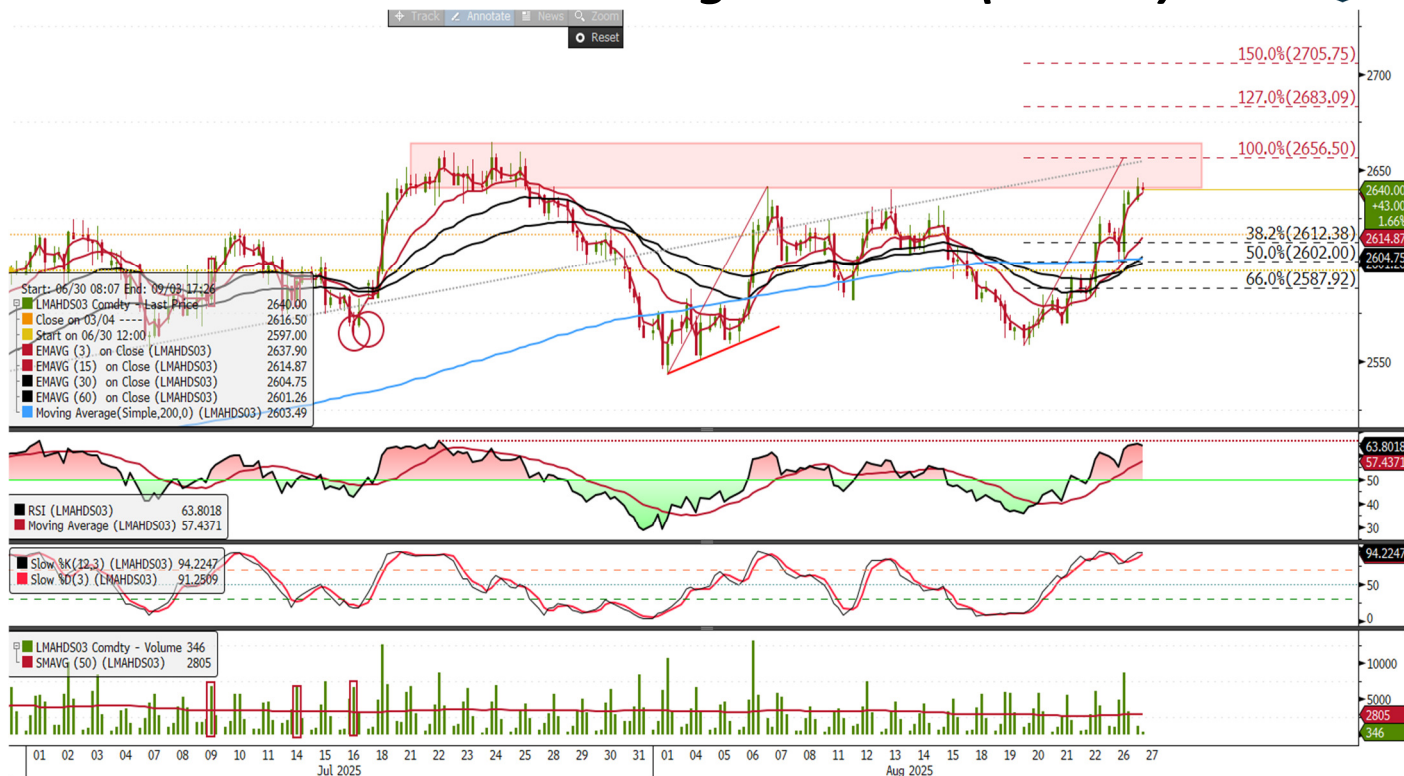 Track Annotate News Zoom
Reset
150.0%(2705.75)
2700
127.0%(2683.09)
100.0%(2656.50)
2650
2640.00
+43.00
1.66%
38.2%(2612.38)
2614.87
50.0%(2602.00)
2604.75
66.0%(2587.92)
2550
Start: 06/30 08:07 End: 09/03 17:26
LMAHDS03 Comdty - Last Price 2640.00
Close on 03/04 ---- 2616.50
Start on 06/30 12:00 2597.00
EMAVG (3) on Close (LMAHDS03) 2637.90
EMAVG (15) on Close (LMAHDS03) 2614.87
EMAVG (30) on Close (LMAHDS03) 2604.75
EMAVG (60) on Close (LMAHDS03) 2601.26
Moving Average(Simple,200,0) (LMAHDS03) 2603.49
63.8018
57.4371
50
40
30
RSI (LMAHDS03) 63.8018
Moving Average (LMAHDS03) 57.4371
Slow %K(12,3) (LMAHDS03) 94.2247
Slow %D(3) (LMAHDS03) 91.2509
94.2247
50
0
LMAHDS03 Comdty - Volume 346
SMAVG (50) (LMAHDS03) 2805
10000
5000
2805
346
01 02 03 04 07 08 09 10 11 14 15 16 18 21 22 23 24 25 28 29 30 31 01 04 05 06 07 08 11 12 13 14 15 18 19 20 21 22 26 27
Jul 2025 Aug 2025